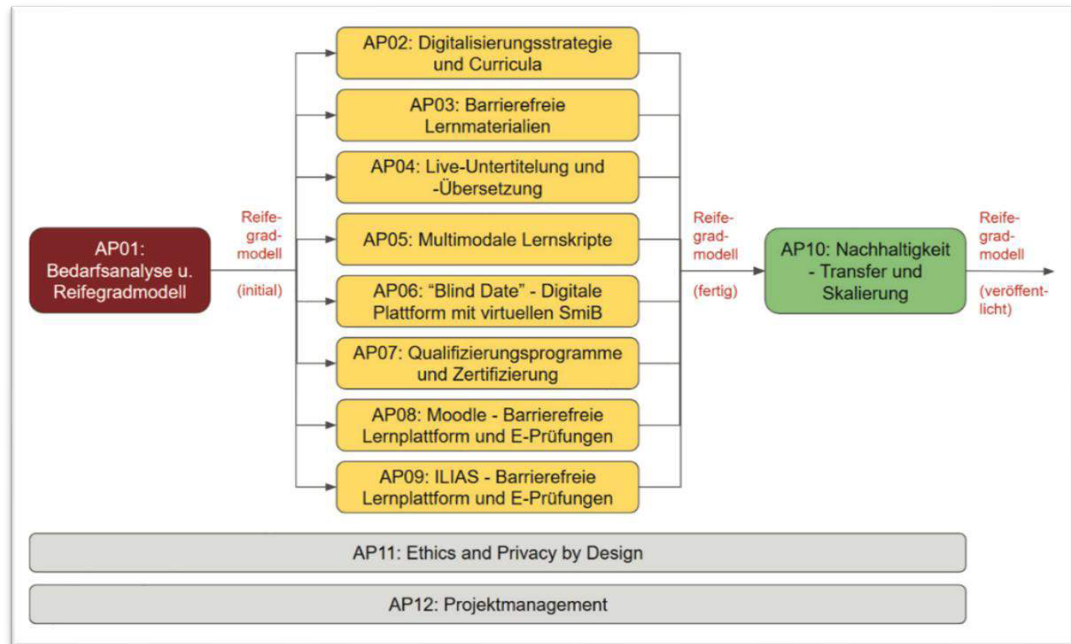 AP02: Digitalisierungsstrategie
und Curricula
AP03: Barrierefreie
Lernmaterialien
AP04: Live-Untertitelung und
-Übersetzung
AP01:
Bedarfsanalyse u.
Reifegradmodell
Reife-
grad-
modell
(initial)
AP05: Multimodale Lernskripte
AP06: “Blind Date” - Digitale
Plattform mit virtuellen SmiB
AP07: Qualifizierungsprogramme
und Zertifizierung
AP08: Moodle - Barrierefreie
Lernplattform und E-Prüfungen
AP09: ILIAS - Barrierefreie
Lernplattform und E-Prüfungen
Reife-
grad-
modell
(fertig)
AP10: Nachhaltigkeit
- Transfer und
Skalierung
Reife-
grad-
modell
(veröffent-
licht)
AP11: Ethics and Privacy by Design
AP12: Projektmanagement